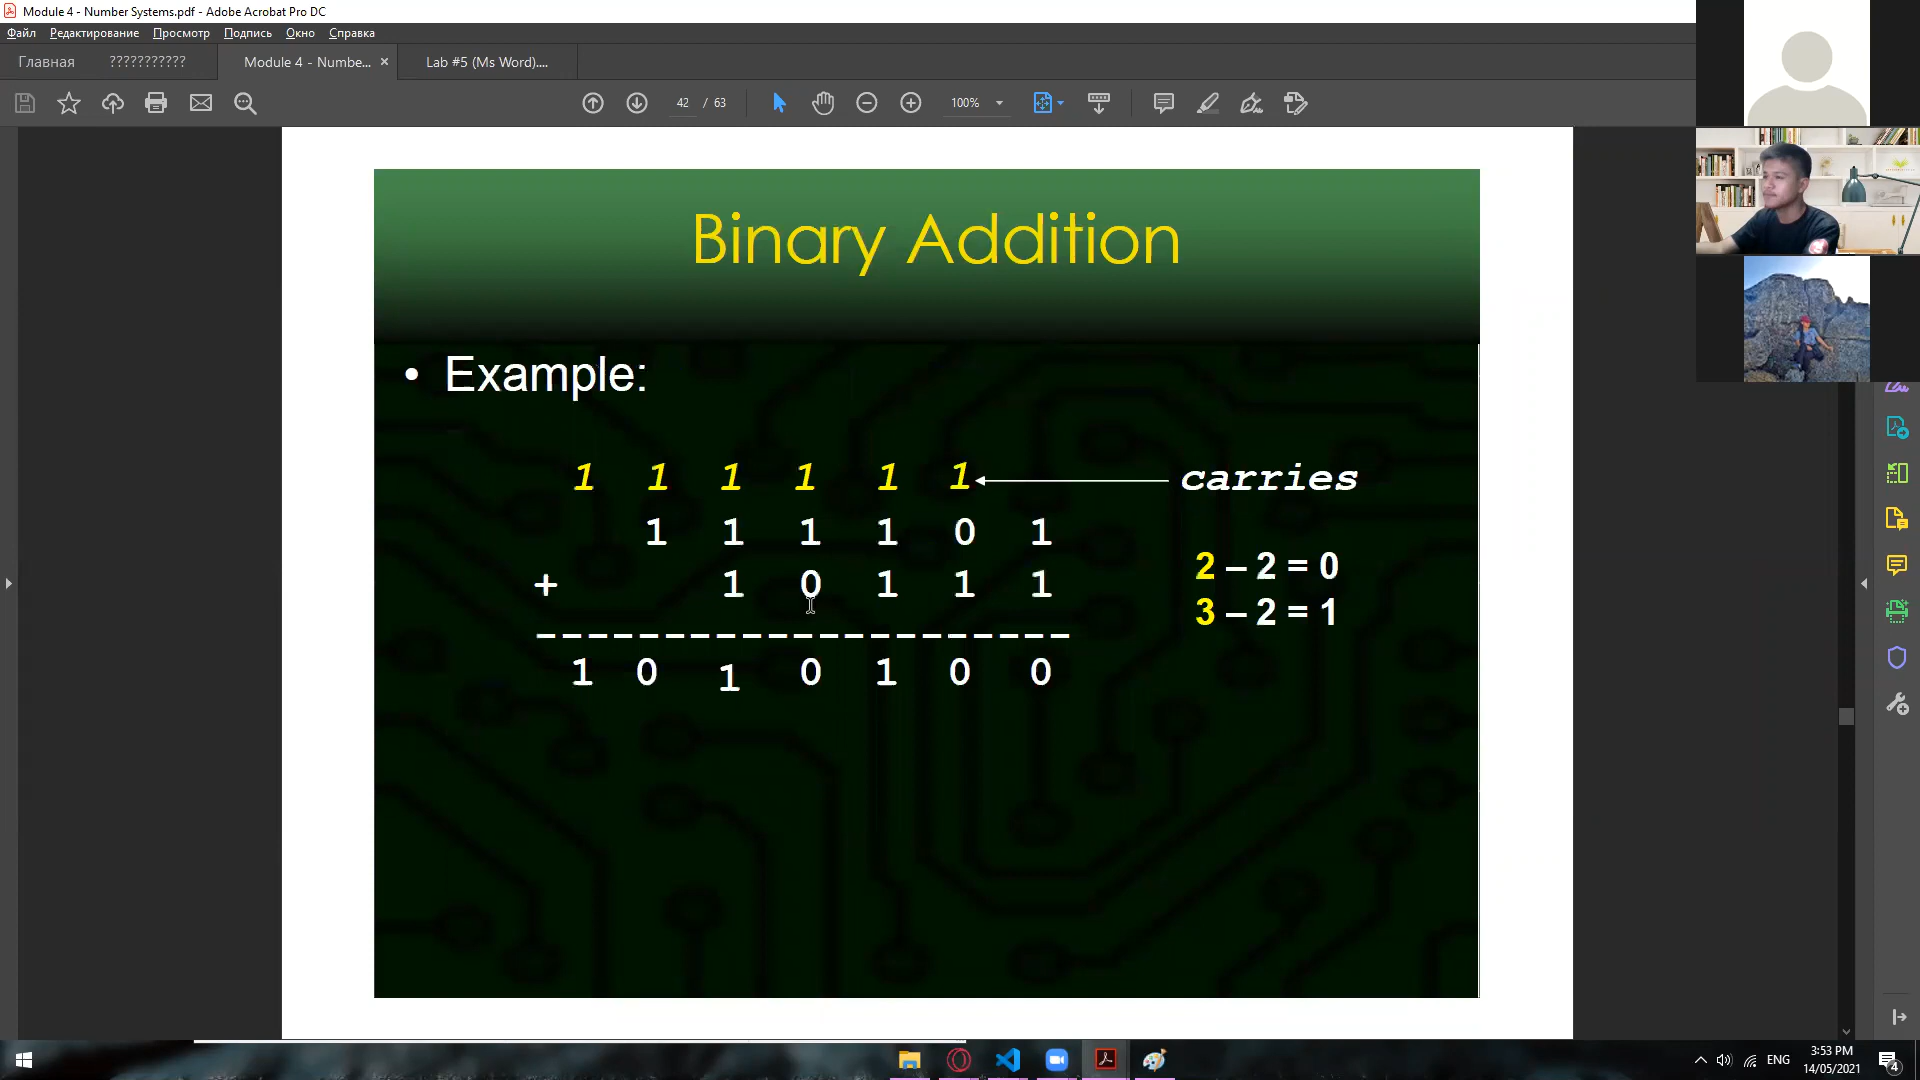 Module 4 - Number Systems.pdf - Adobe Acrobat Pro DC
Файл Редактирование Просмотр Подпись Окно Справка
Главная ??????????? Module 4 - Numbe... × Lab #5 (Ms Word)....
42 / 63 100%
Binary Addition
• Example:
1 1 1 1 1 1 carries
1 1 1 1 0 1
+ 1 0 1 1 1
2 – 2 = 0
3 – 2 = 1
---------------------
1 0 1 0 1 0 0
ENG 3:53 PM
14/05/2021 4